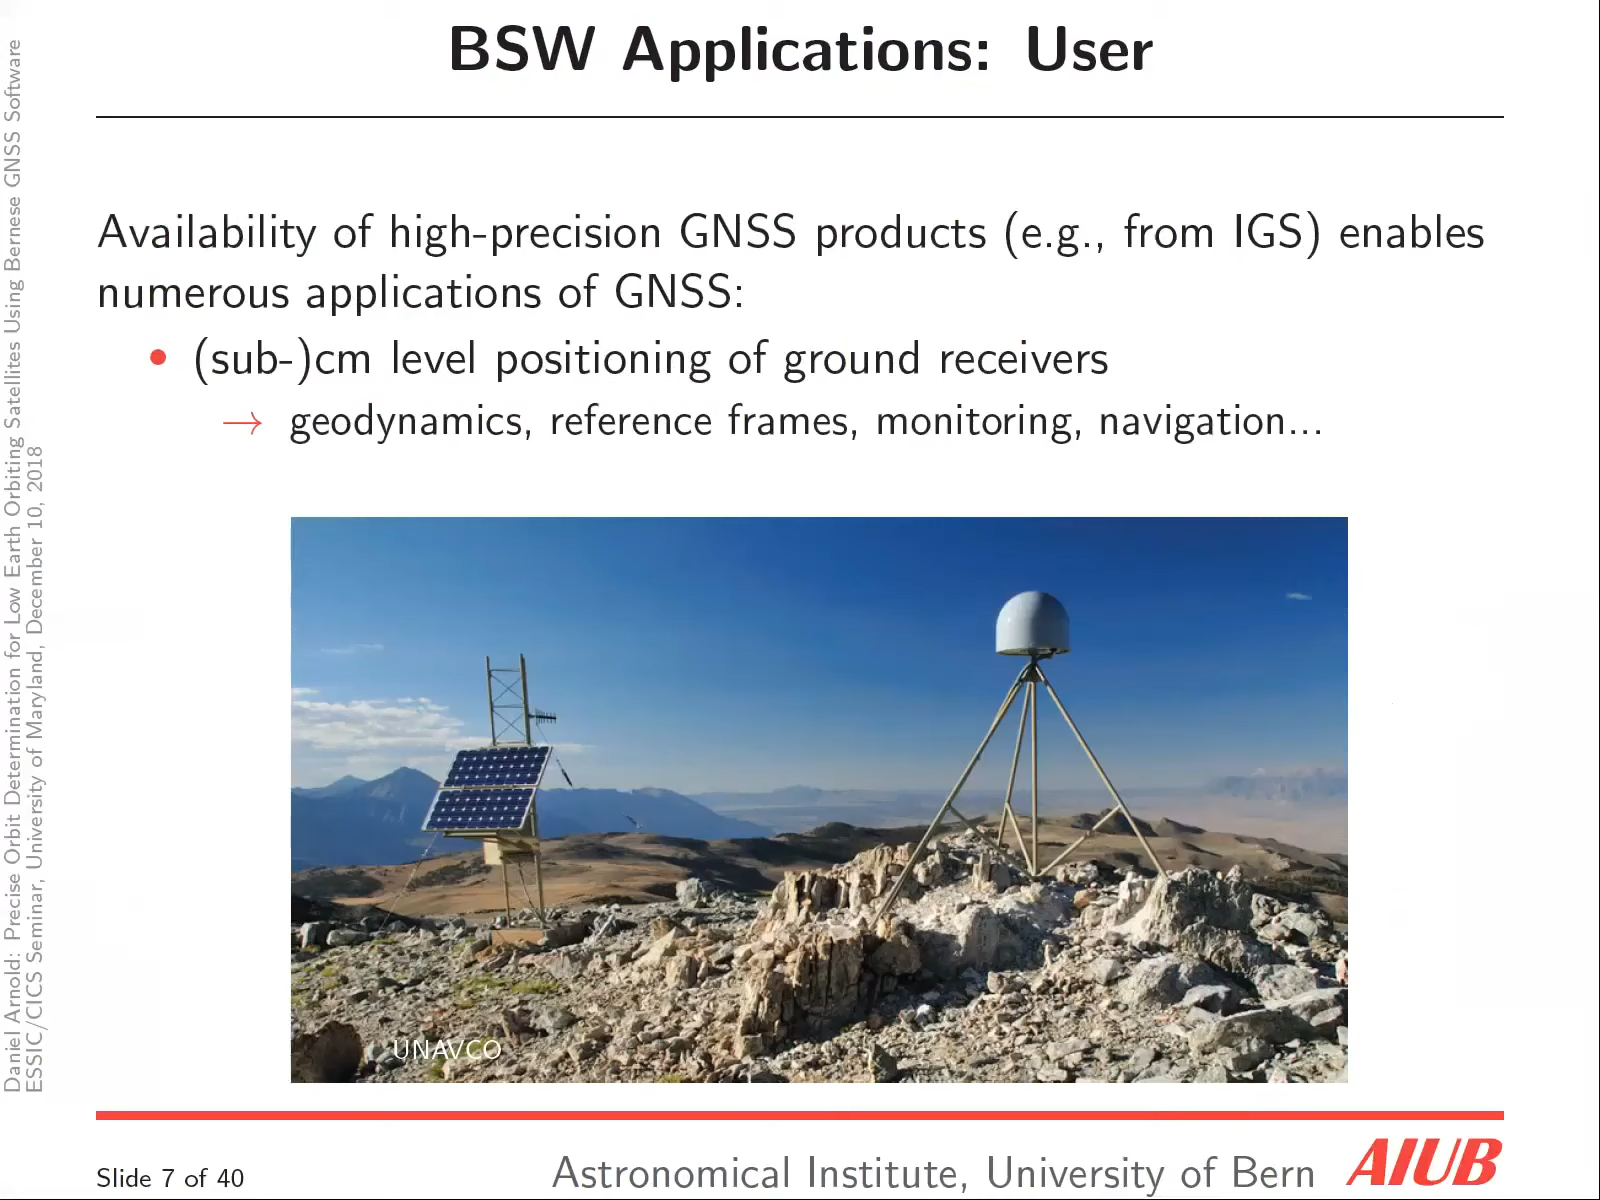 BSW Applications: User
Availability of high-precision GNSS products (e.g., from IGS) enables
numerous applications of GNSS:
• (sub-)cm level positioning of ground receivers
→ geodynamics, reference frames, monitoring, navigation...
UNAVCO
Slide 7 of 40
Astronomical Institute, University of Bern
AIUB
Daniel Arnold: Precise Orbit Determination for Low Earth Orbiting Satellites Using Bernese GNSS Software
ESSIC/CICS Seminar, University of Maryland, December 10, 2018